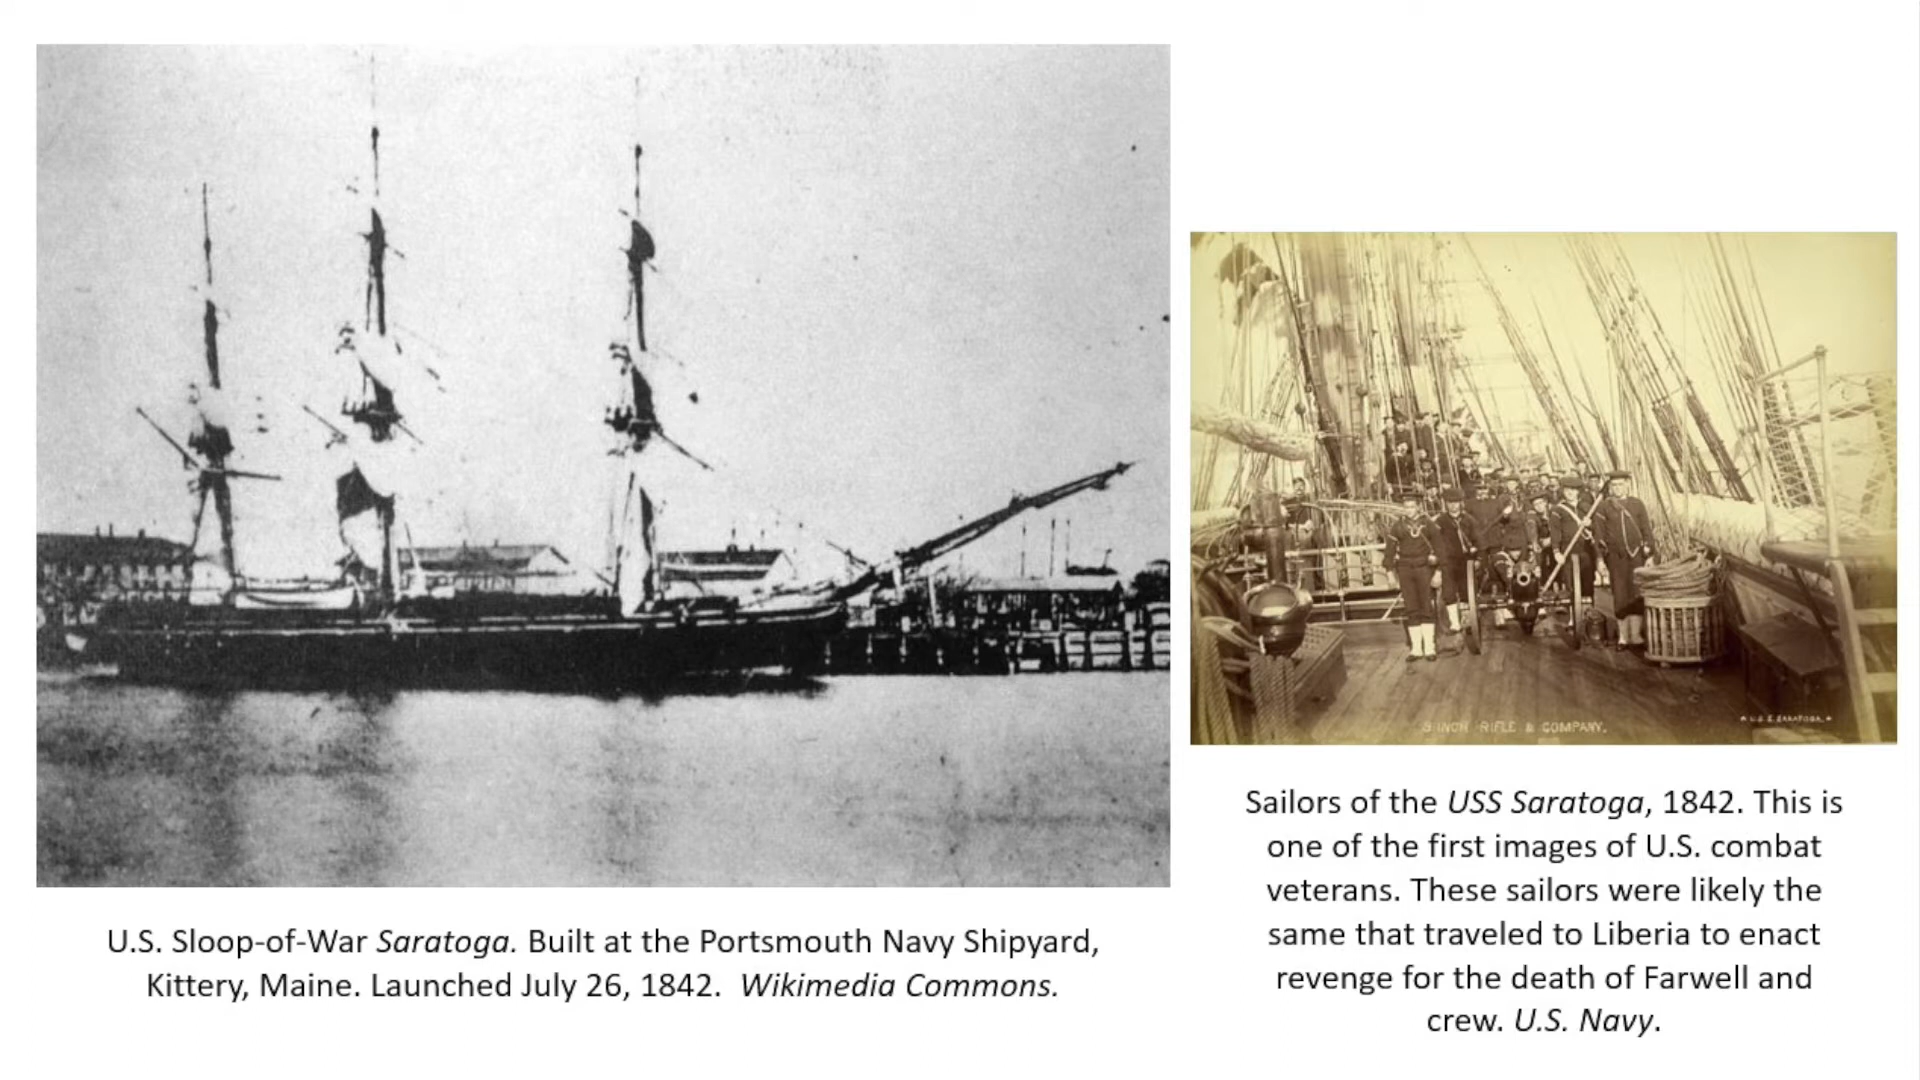 3 INCH RIFLE & COMPANY.
★ U.S.S. SARATOGA. ★
U.S. Sloop-of-War Saratoga. Built at the Portsmouth Navy Shipyard,
Kittery, Maine. Launched July 26, 1842. Wikimedia Commons.
Sailors of the USS Saratoga, 1842. This is
one of the first images of U.S. combat
veterans. These sailors were likely the
same that traveled to Liberia to enact
revenge for the death of Farwell and
crew. U.S. Navy.